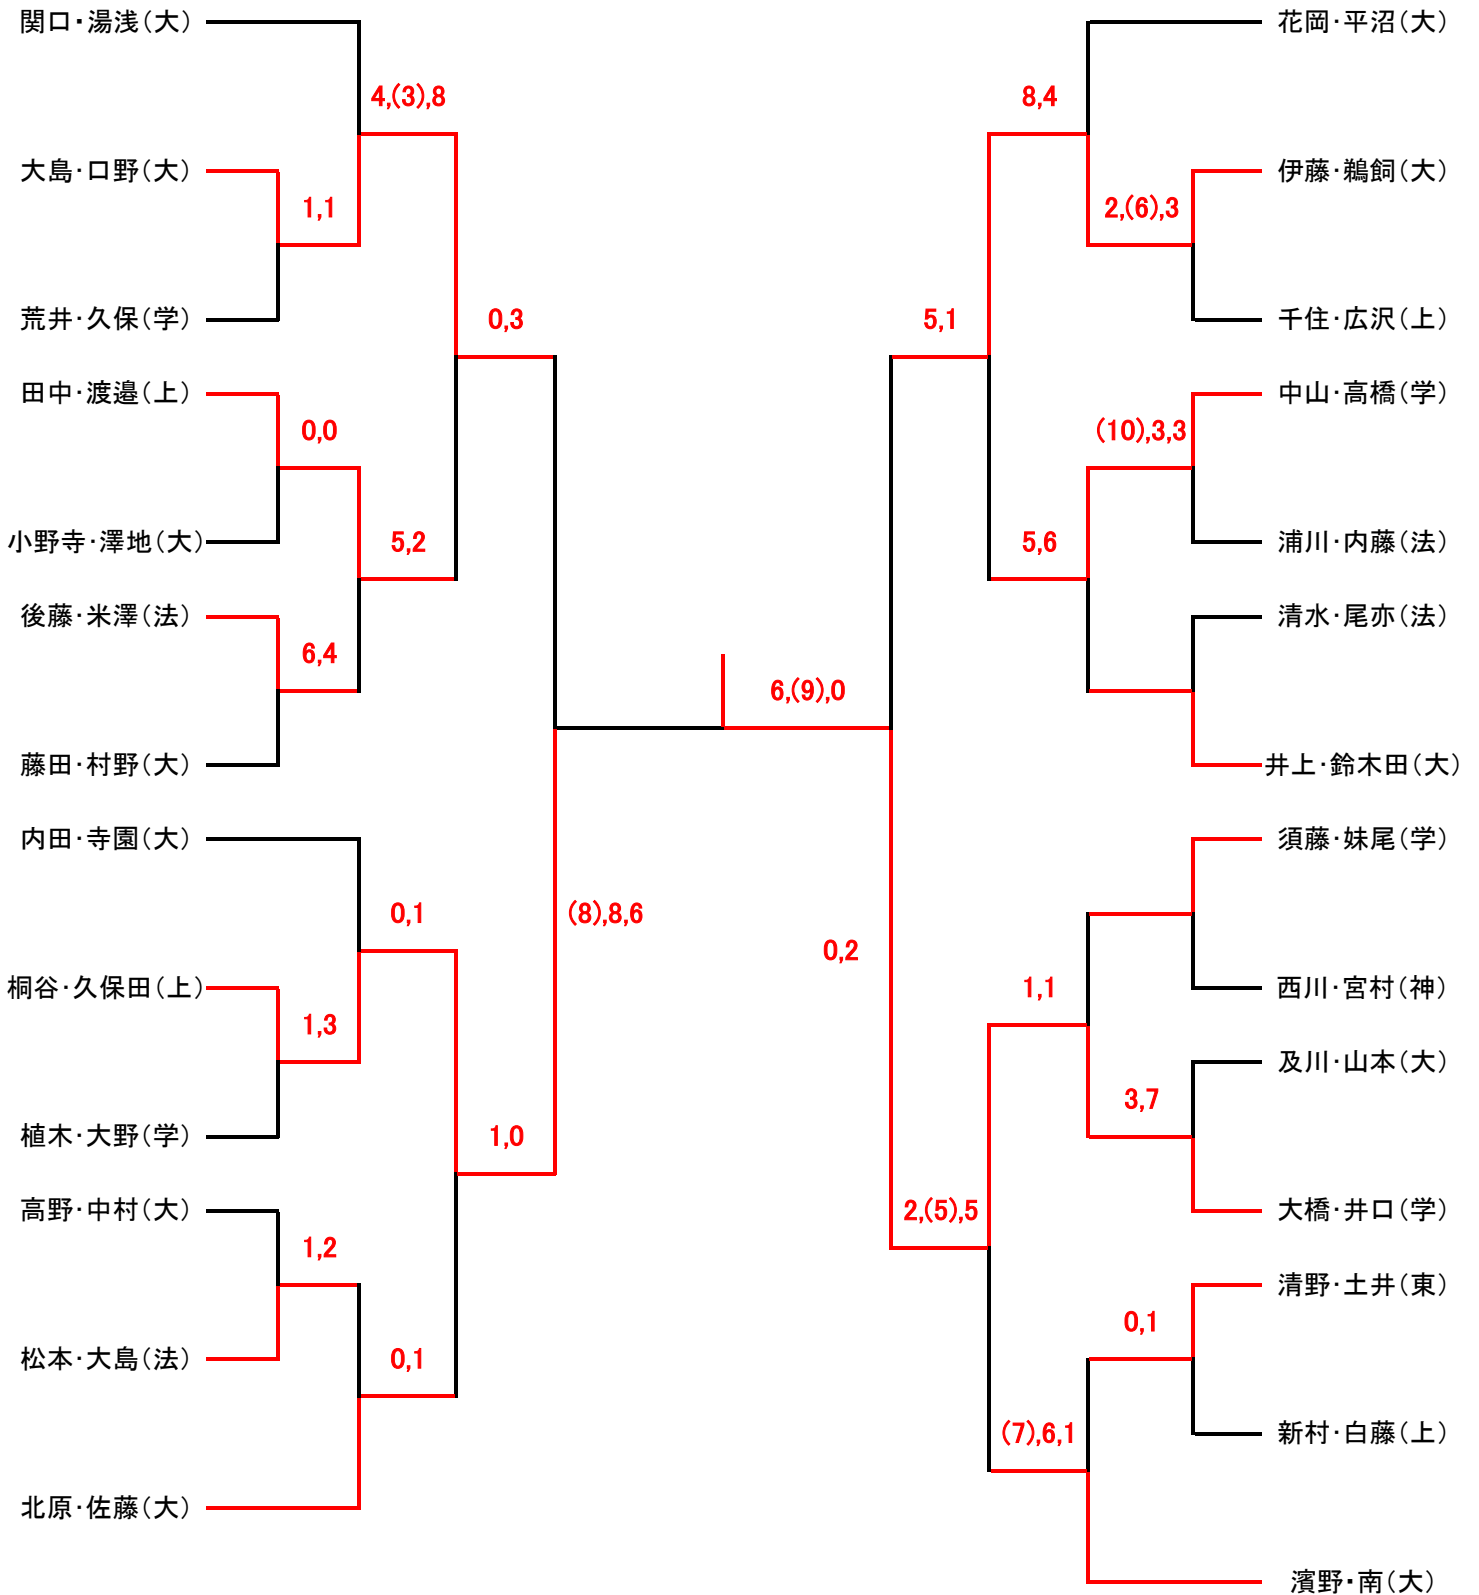 関口・湯浅(大)
4,(3),8
大島・口野(大)
1,1
荒井・久保(学)
0,3
田中・渡邉(上)
0,0
小野寺・澤地(大)
5,2
後藤・米澤(法)
6,4
藤田・村野(大)
内田・寺園(大)
0,1
(8),8,6
桐谷・久保田(上)
1,3
植木・大野(学)
1,0
高野・中村(大)
1,2
松本・大島(法)
0,1
北原・佐藤(大)
6,(9),0
花岡・平沼(大)
8,4
伊藤・鵜飼(大)
2,(6),3
千住・広沢(上)
5,1
中山・高橋(学)
(10),3,3
浦川・内藤(法)
5,6
清水・尾亦(法)
井上・鈴木田(大)
須藤・妹尾(学)
0,2
西川・宮村(神)
1,1
及川・山本(大)
3,7
大橋・井口(学)
2,(5),5
清野・土井(東)
0,1
新村・白藤(上)
(7),6,1
濱野・南(大)